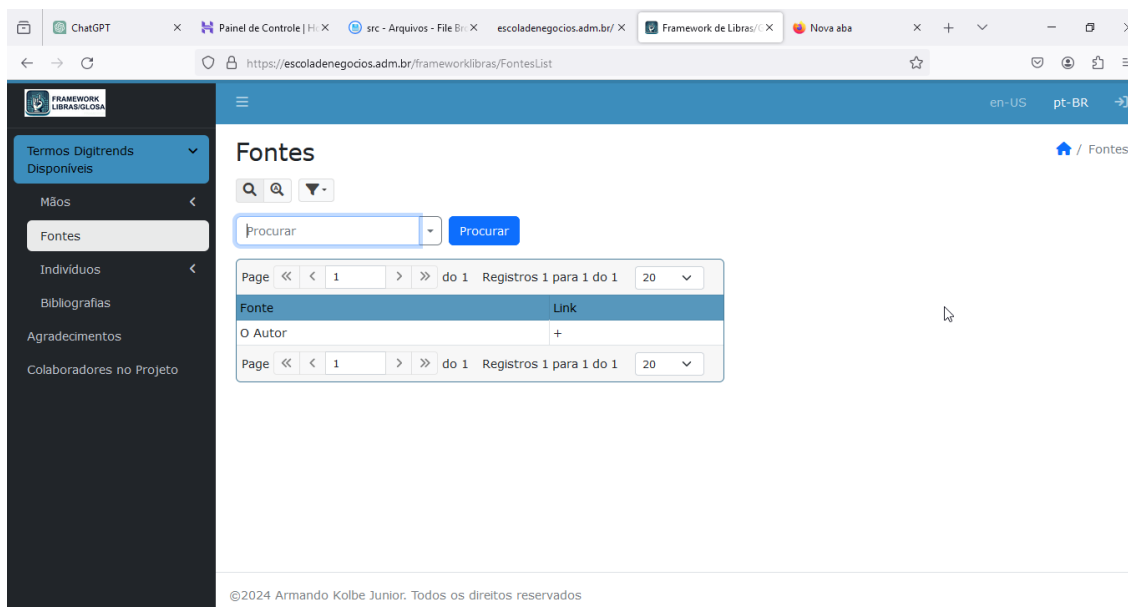 ChatGPT
Painel de Controle | Ho
src - Arquivos - File Bro
escoladenegocios.adm.br/
Framework de Libras/G
Nova aba
https://escoladenegocios.adm.br/frameworklibras/FontesList
FRAMEWORK
LIBRAS/GLOSA
en-US pt-BR
Termos Digitrends
Disponíveis
Mãos
Fontes
Indivíduos
Bibliografias
Agradecimentos
Colaboradores no Projeto
Fontes
/ Fontes
Procurar
Procurar
Page 1 do 1 Registros 1 para 1 do 1 20
Fonte Link
O Autor +
Page 1 do 1 Registros 1 para 1 do 1 20
©2024 Armando Kolbe Junior. Todos os direitos reservados